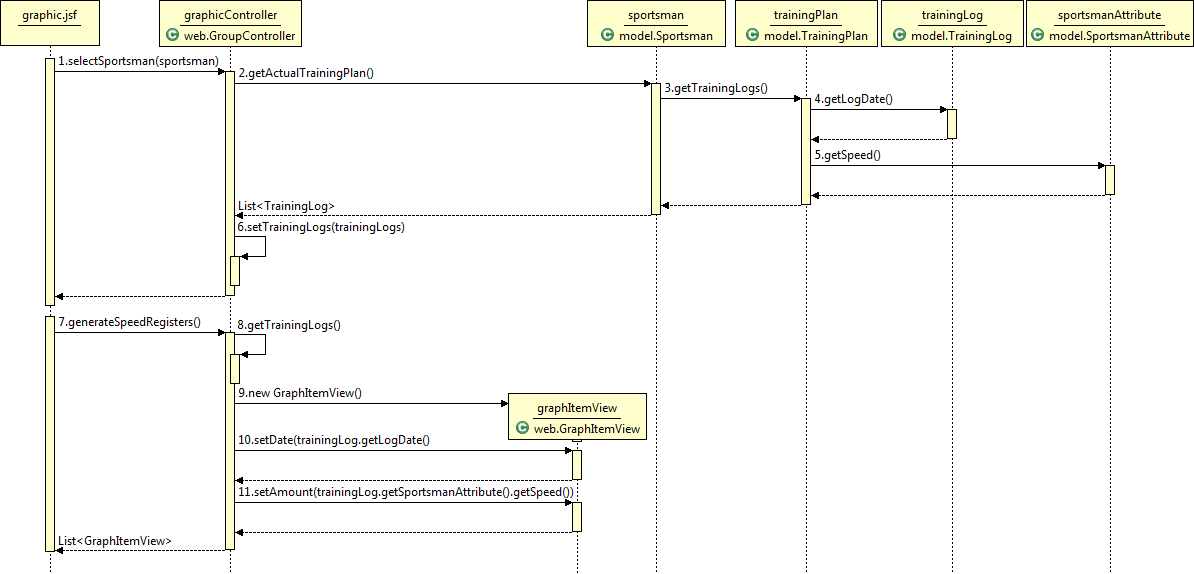 graphic.jsf
graphicController
C web.GroupController
sportsman
C model.Sportsman
trainingPlan
C model.TrainingPlan
trainingLog
C model.TrainingLog
sportsmanAttribute
C model.SportsmanAttribute
1.selectSportsman(sportsman)
2.getActualTrainingPlan()
3.getTrainingLogs()
4.getLogDate()
5.getSpeed()
List<TrainingLog>
6.setTrainingLogs(trainingLogs)
7.generateSpeedRegisters()
8.getTrainingLogs()
9.new GraphItemView()
graphItemView
C web.GraphItemView
10.setDate(trainingLog.getLogDate()
11.setAmount(trainingLog.getSportsmanAttribute().getSpeed())
List<GraphItemView>